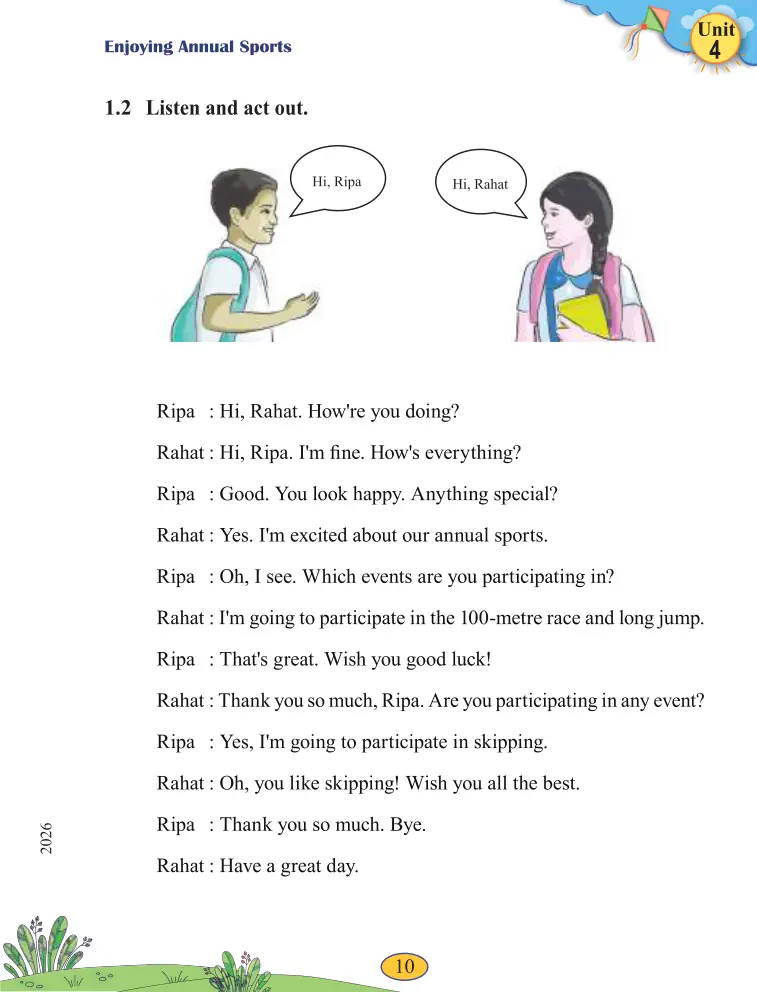 Enjoying Annual Sports
Unit
4
1.2 Listen and act out.
Hi, Ripa
Hi, Rahat
Ripa : Hi, Rahat. How're you doing?
Rahat : Hi, Ripa. I'm fine. How's everything?
Ripa : Good. You look happy. Anything special?
Rahat : Yes. I'm excited about our annual sports.
Ripa : Oh, I see. Which events are you participating in?
Rahat : I'm going to participate in the 100-metre race and long jump.
Ripa : That's great. Wish you good luck!
Rahat : Thank you so much, Ripa. Are you participating in any event?
Ripa : Yes, I'm going to participate in skipping.
Rahat : Oh, you like skipping! Wish you all the best.
Ripa : Thank you so much. Bye.
Rahat : Have a great day.
2026
10